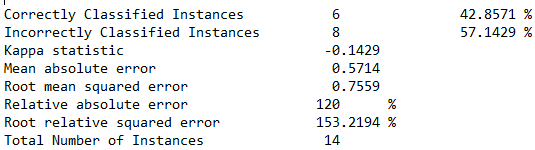 Correctly Classified Instances 6 42.8571 %
Incorrectly Classified Instances 8 57.1429 %
Kappa statistic -0.1429
Mean absolute error 0.5714
Root mean squared error 0.7559
Relative absolute error 120 %
Root relative squared error 153.2194 %
Total Number of Instances 14